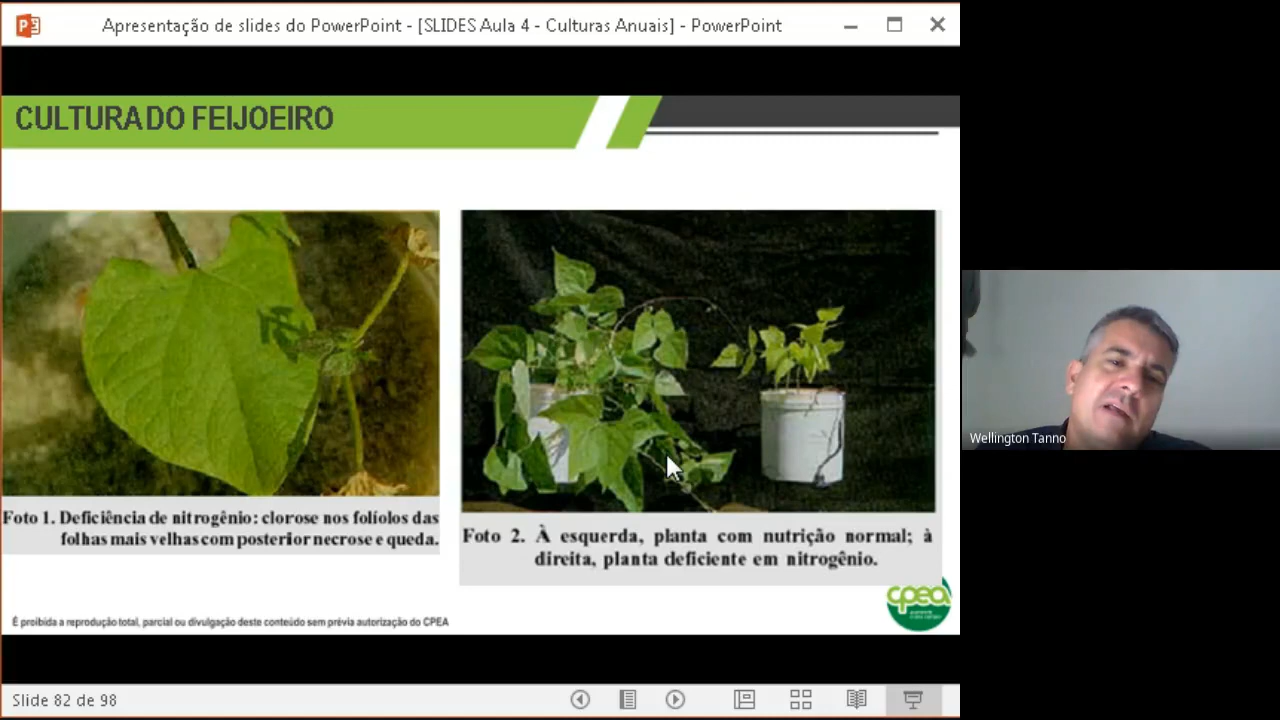 Apresentação de slides do PowerPoint - [SLIDES Aula 4 - Culturas Anuais] - PowerPoint
CULTURA DO FEIJOEIRO
Foto 1. Deficiência de nitrogênio: clorose nos folíolos das
folhas mais velhas com posterior necrose e queda.
Foto 2. À esquerda, planta com nutrição normal; à
direita, planta deficiente em nitrogênio.
cpea
É proibida a reprodução total, parcial ou divulgação deste conteúdo sem prévia autorização do CPEA
Wellington Tanno
Slide 82 de 98